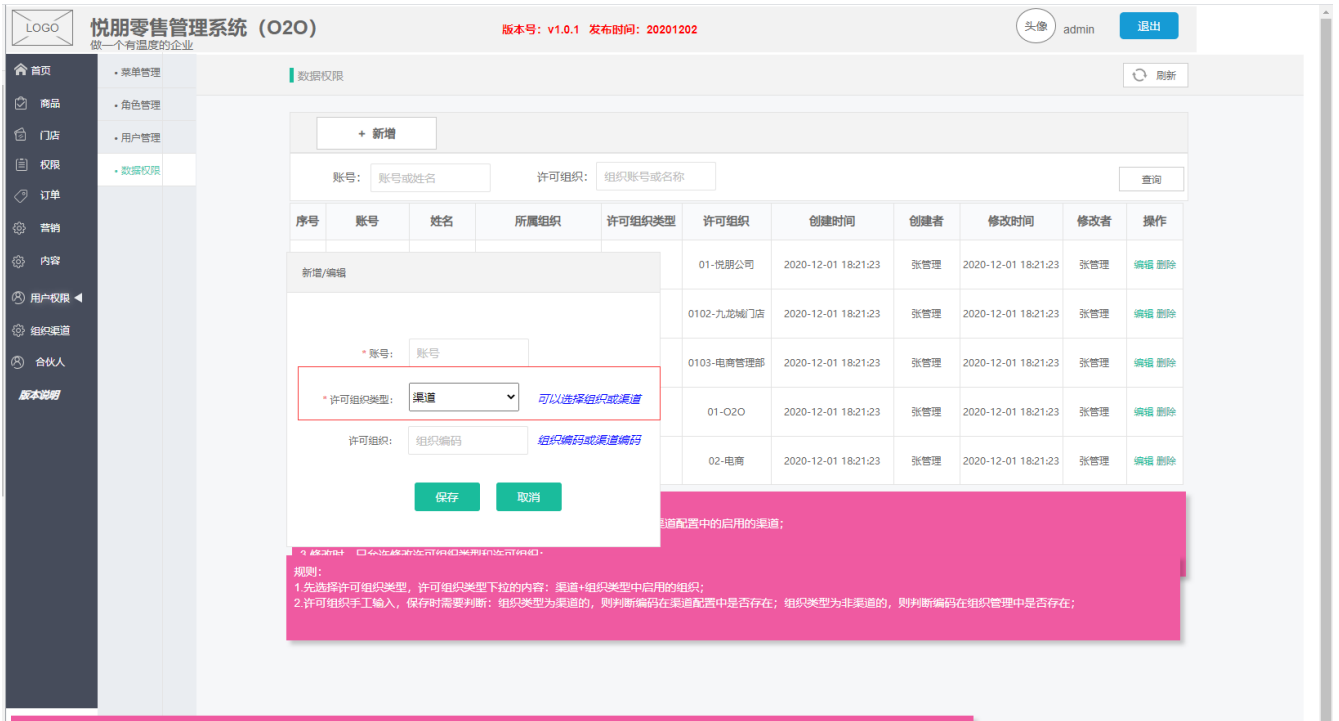 LOGO
悦朋零售管理系统（O2O）
做一个有温度的企业
版本号：v1.0.1 发布时间：20201202
头像
admin
退出
首页
商品
门店
权限
订单
营销
内容
用户权限
组织渠道
合伙人
版本说明
• 菜单管理
• 角色管理
• 用户管理
• 数据权限
数据权限
刷新
+ 新增
账号： 账号或姓名 许可组织： 组织账号或名称 查询
序号 账号 姓名 所属组织 许可组织类型 许可组织 创建时间 创建者 修改时间 修改者 操作
01-悦朋公司 2020-12-01 18:21:23 张管理 2020-12-01 18:21:23 张管理 编辑 删除
0102-九龙城门店 2020-12-01 18:21:23 张管理 2020-12-01 18:21:23 张管理 编辑 删除
0103-电商管理部 2020-12-01 18:21:23 张管理 2020-12-01 18:21:23 张管理 编辑 删除
01-O2O 2020-12-01 18:21:23 张管理 2020-12-01 18:21:23 张管理 编辑 删除
02-电商 2020-12-01 18:21:23 张管理 2020-12-01 18:21:23 张管理 编辑 删除
新增/编辑
* 账号： 账号
* 许可组织类型： 渠道 可以选择组织或渠道
许可组织： 组织编码 组织编码或渠道编码
保存 取消
道配置中的启用的渠道；
2.修改时，只允许修改许可组织类型和许可组织；
规则：
1.先选择许可组织类型，许可组织类型下拉的内容：渠道+组织类型中启用的组织；
2.许可组织手工输入，保存时需要判断：组织类型为渠道的，则判断编码在渠道配置中是否存在；组织类型为非渠道的，则判断编码在组织管理中是否存在；